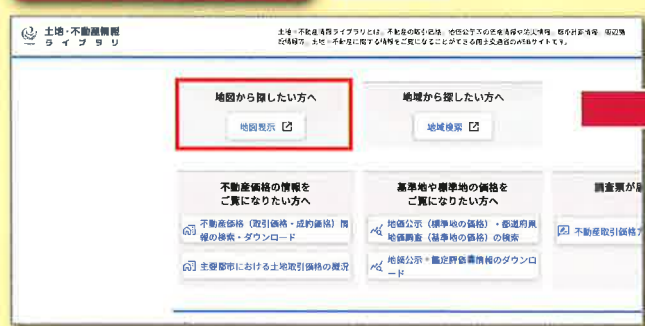 土地・不動産情報
ライブラリ
土地・不動産情報ライブラリとは、不動産の取引価格、地価公示等の価格情報や防災情報、都市計画情報、周辺施
設情報等、土地・不動産に関する情報をご覧になることができる国土交通省のWEBサイトです。
地図から探したい方へ
地図表示
地域から探したい方へ
地域検索
不動産価格の情報を
ご覧になりたい方へ
不動産価格（取引価格・成約価格）情
報の検索・ダウンロード
主要都市における土地取引価格の概況
基準地や標準地の価格を
ご覧になりたい方へ
地価公示（標準地の価格）・都道府県
地価調査（基準地の価格）の検索
地価公示・鑑定評価書情報のダウンロ
ード
調査票が届
不動産取引価格ア